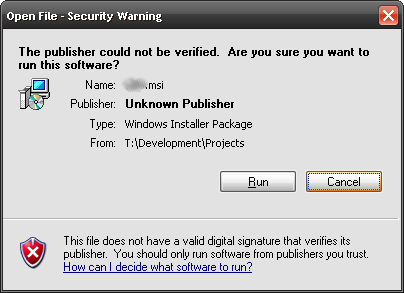 Open File - Security Warning
The publisher could not be verified. Are you sure you want to
run this software?
Name: .msi
Publisher: Unknown Publisher
Type: Windows Installer Package
From: T:\Development\Projects
Run Cancel
This file does not have a valid digital signature that verifies its
publisher. You should only run software from publishers you trust.
How can I decide what software to run?